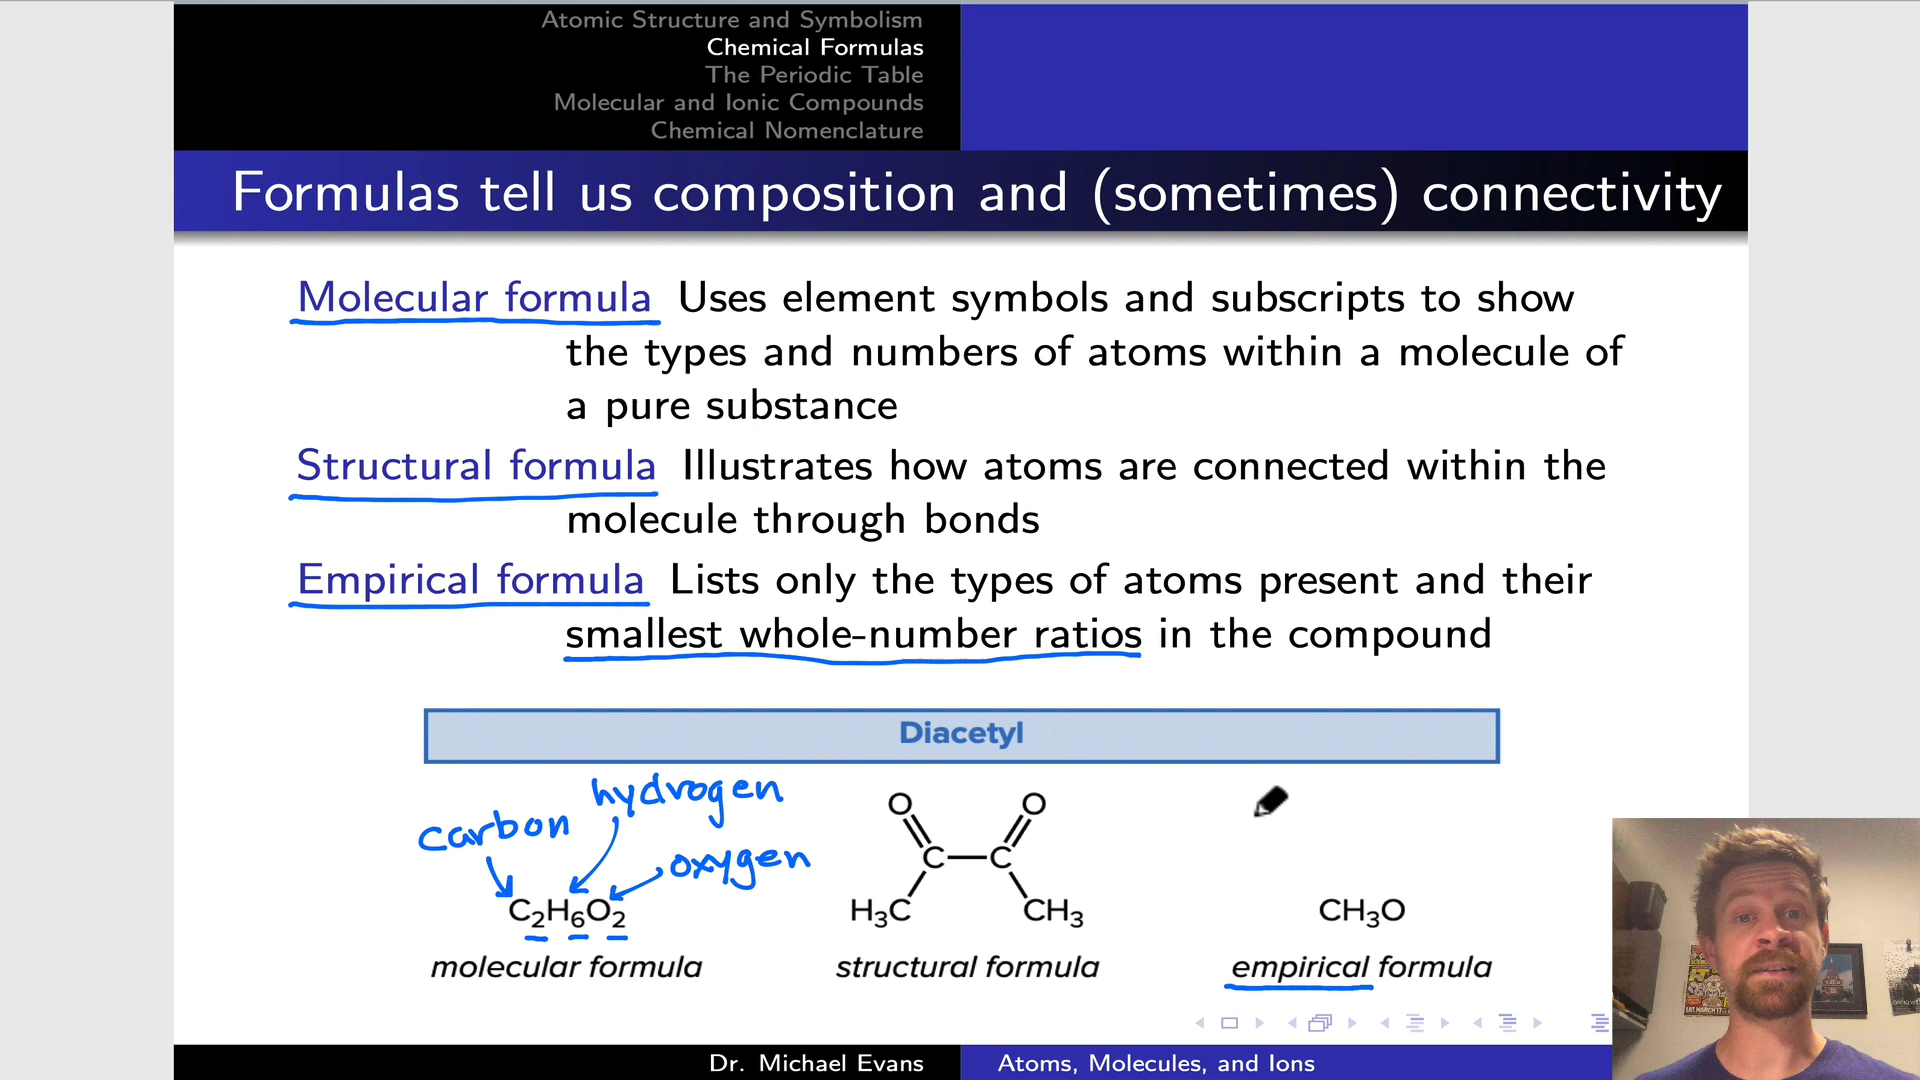 Atomic Structure and Symbolism
Chemical Formulas
The Periodic Table
Molecular and Ionic Compounds
Chemical Nomenclature
Formulas tell us composition and (sometimes) connectivity
Molecular formula Uses element symbols and subscripts to show
the types and numbers of atoms within a molecule of
a pure substance
Structural formula Illustrates how atoms are connected within the
molecule through bonds
Empirical formula Lists only the types of atoms present and their
smallest whole-number ratios in the compound
Diacetyl
hydrogen
carbon
oxygen
C₂H₆O₂
molecular formula
O O
C C
H₃C CH₃
structural formula
CH₃O
empirical formula
Dr. Michael Evans Atoms, Molecules, and Ions